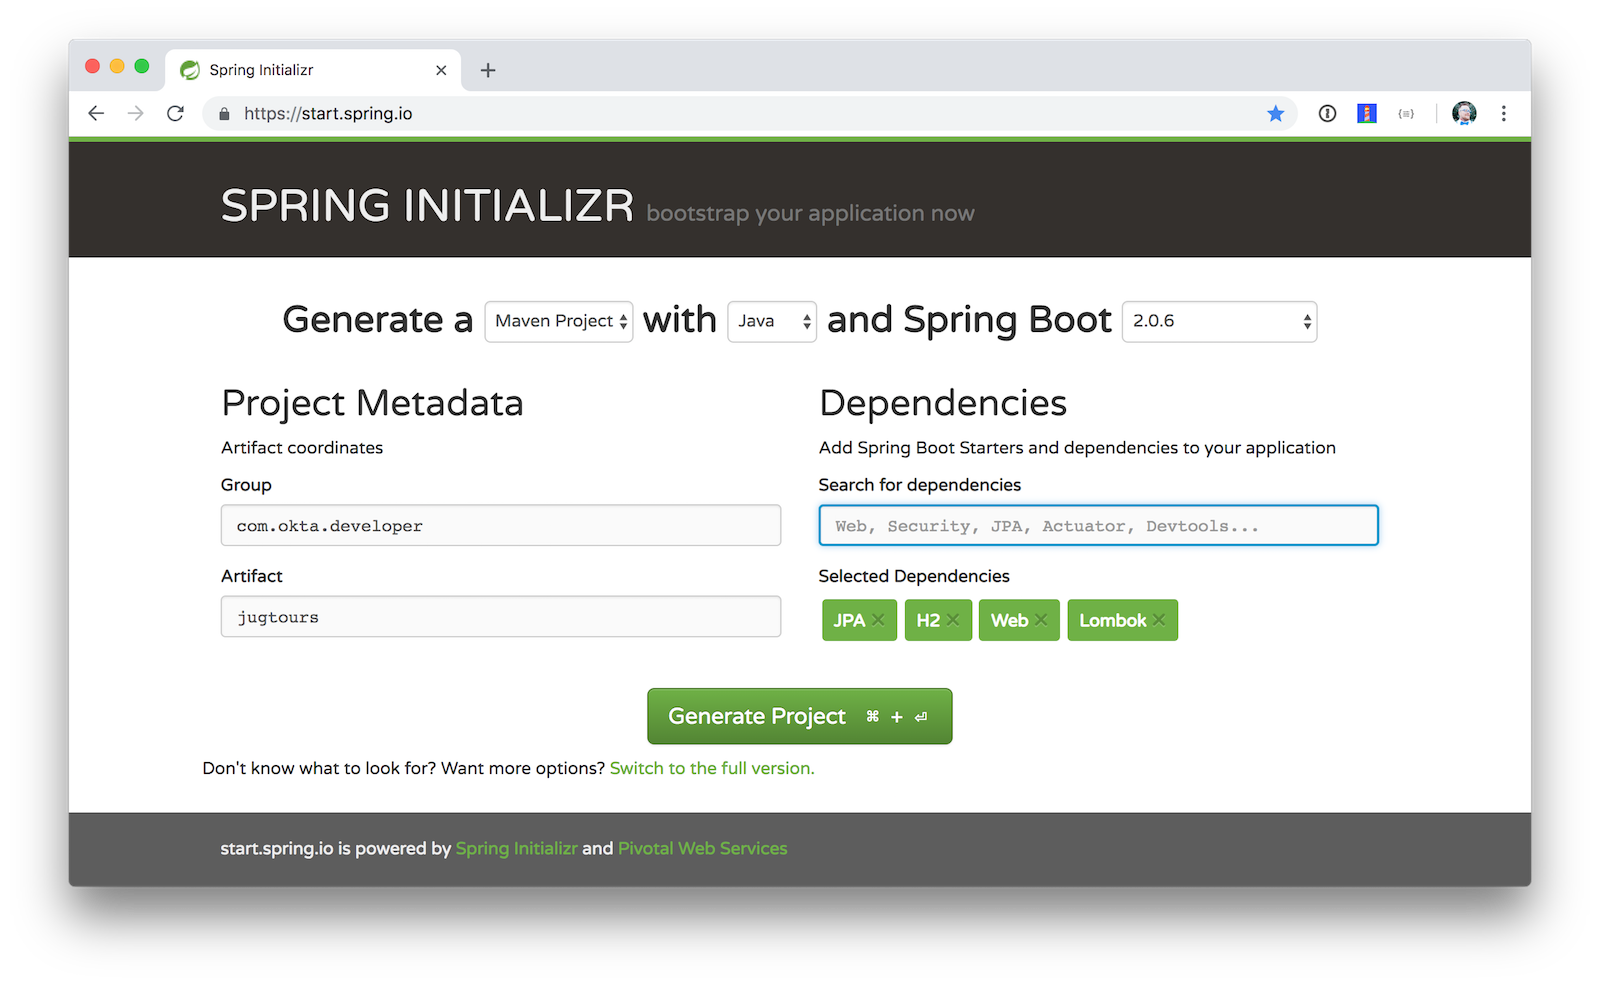 Spring Initializr
https://start.spring.io
SPRING INITIALIZR bootstrap your application now
Generate a Maven Project with Java and Spring Boot 2.0.6
Project Metadata
Artifact coordinates
Group
com.okta.developer
Artifact
jugtours
Dependencies
Add Spring Boot Starters and dependencies to your application
Search for dependencies
Web, Security, JPA, Actuator, Devtools...
Selected Dependencies
JPA × H2 × Web × Lombok ×
Generate Project ⌘ + ⏎
Don't know what to look for? Want more options? Switch to the full version.
start.spring.io is powered by Spring Initializr and Pivotal Web Services